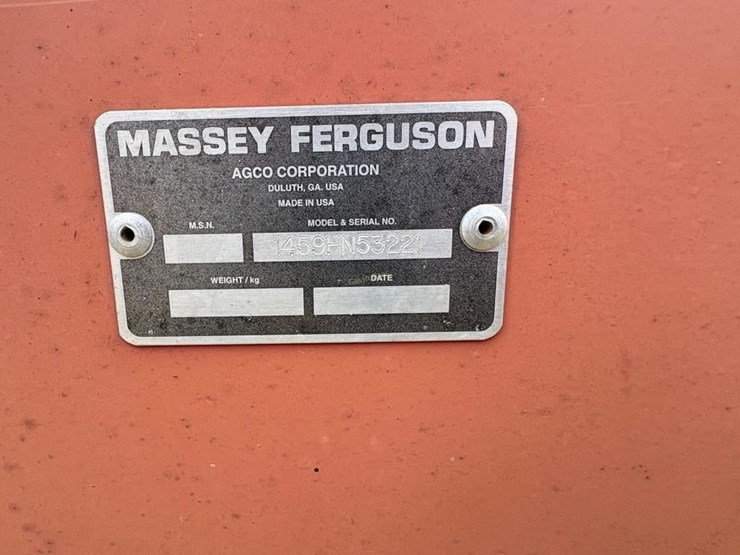 MASSEY FERGUSON
AGCO CORPORATION
DULUTH, GA. USA
MADE IN USA
M.S.N.
MODEL & SERIAL NO.
1459HN53221
WEIGHT / kg
DATE